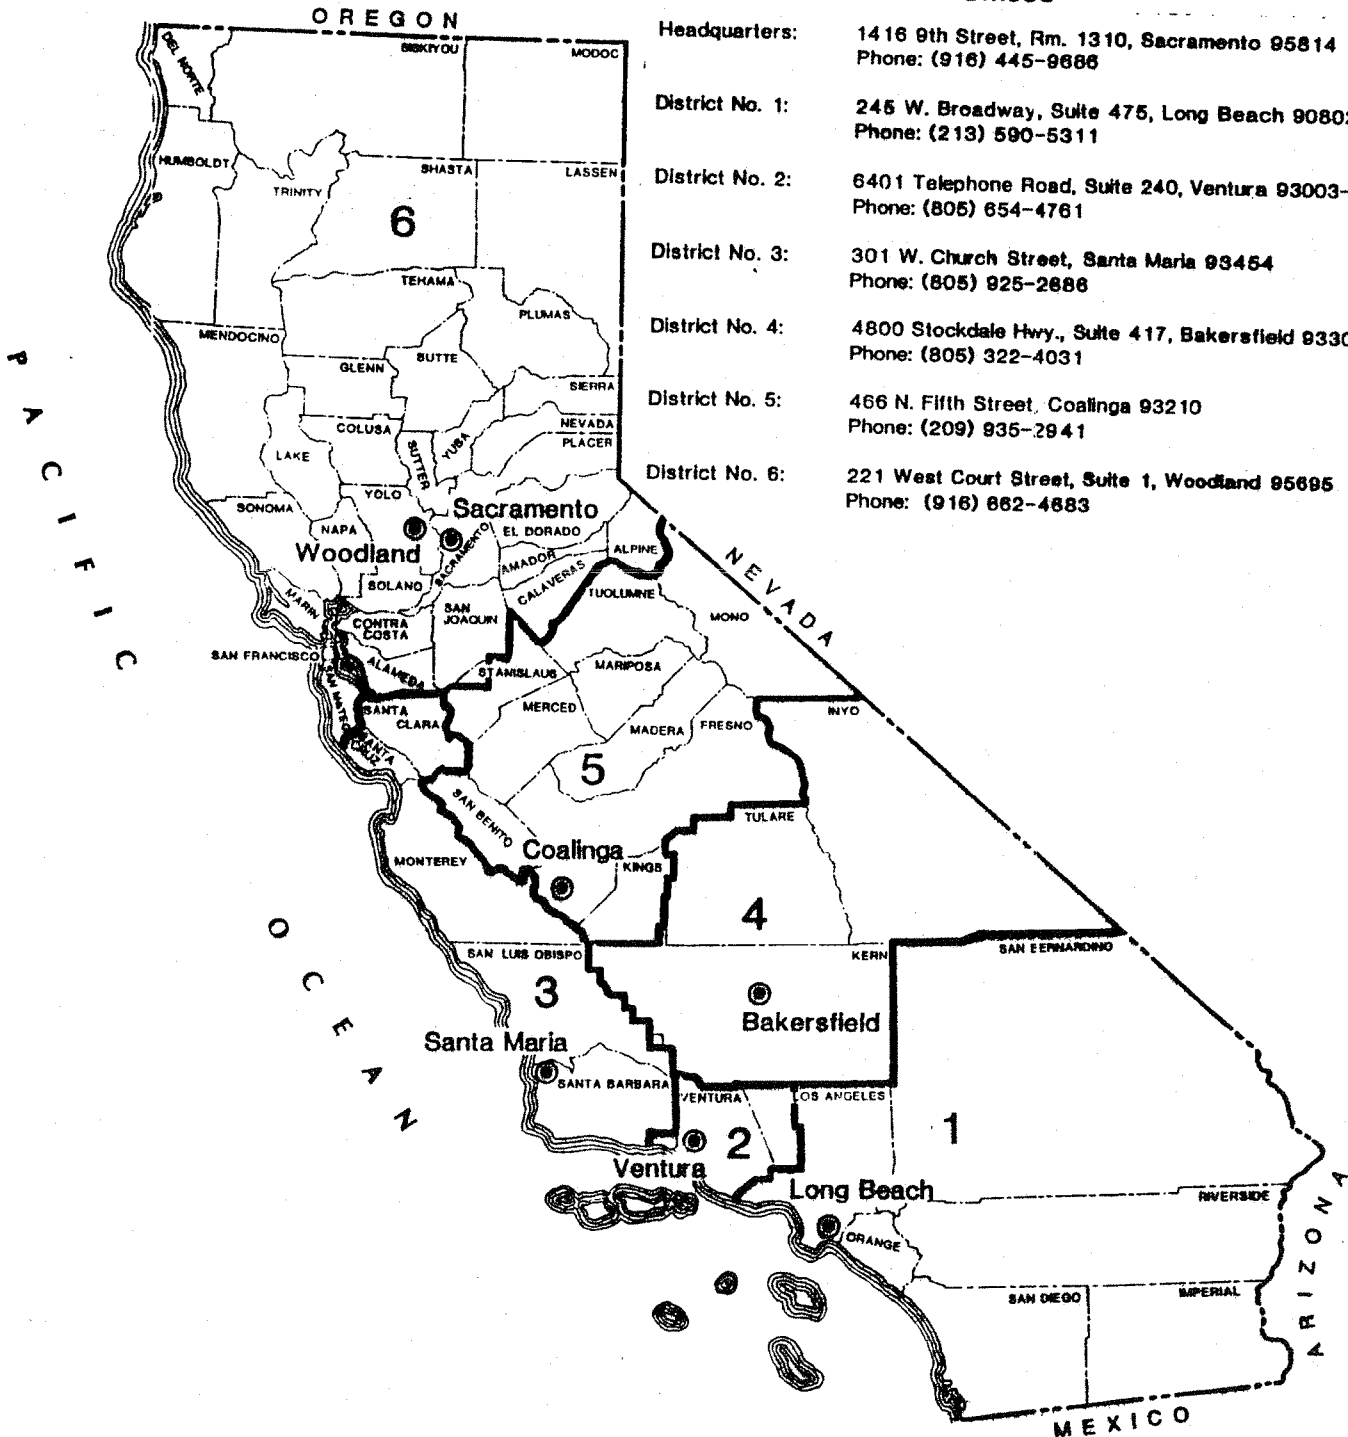 OREGON
Headquarters: 1416 9th Street, Rm. 1310, Sacramento 95814
Phone: (916) 445-9686
District No. 1: 245 W. Broadway, Suite 475, Long Beach 90802
Phone: (213) 590-5311
District No. 2: 6401 Telephone Road, Suite 240, Ventura 93003-
Phone: (805) 654-4761
District No. 3: 301 W. Church Street, Santa Maria 93454
Phone: (805) 925-2686
District No. 4: 4800 Stockdale Hwy., Suite 417, Bakersfield 9330
Phone: (805) 322-4031
District No. 5: 466 N. Fifth Street, Coalinga 93210
Phone: (209) 935-2941
District No. 6: 221 West Court Street, Suite 1, Woodland 95695
Phone: (916) 662-4683
DEL NORTE
SISKIYOU
MODOC
HUMBOLDT
TRINITY
SHASTA
LASSEN
6
TEHAMA
PLUMAS
MENDOCINO
GLENN
BUTTE
SIERRA
COLUSA
SUTTER
YUBA
NEVADA
PLACER
LAKE
YOLO
SONOMA
NAPA
Sacramento
EL DORADO
Woodland
SACRAMENTO
AMADOR
ALPINE
SOLANO
CALAVERAS
MARIN
CONTRA
COSTA
SAN
JOAQUIN
TUOLUMNE
MONO
NEVADA
SAN FRANCISCO
ALAMEDA
STANISLAUS
MARIPOSA
SAN MATEO
SANTA
CLARA
MERCED
MADERA
FRESNO
INYO
SANTA
CRUZ
5
SAN BENITO
TULARE
Coalinga
MONTEREY
KINGS
4
PACIFIC
OCEAN
SAN LUIS OBISPO
KERN
SAN BERNARDINO
3
Bakersfield
Santa Maria
SANTA BARBARA
VENTURA
LOS ANGELES
2
1
Ventura
Long Beach
RIVERSIDE
ORANGE
SAN DIEGO
IMPERIAL
ARIZONA
MEXICO